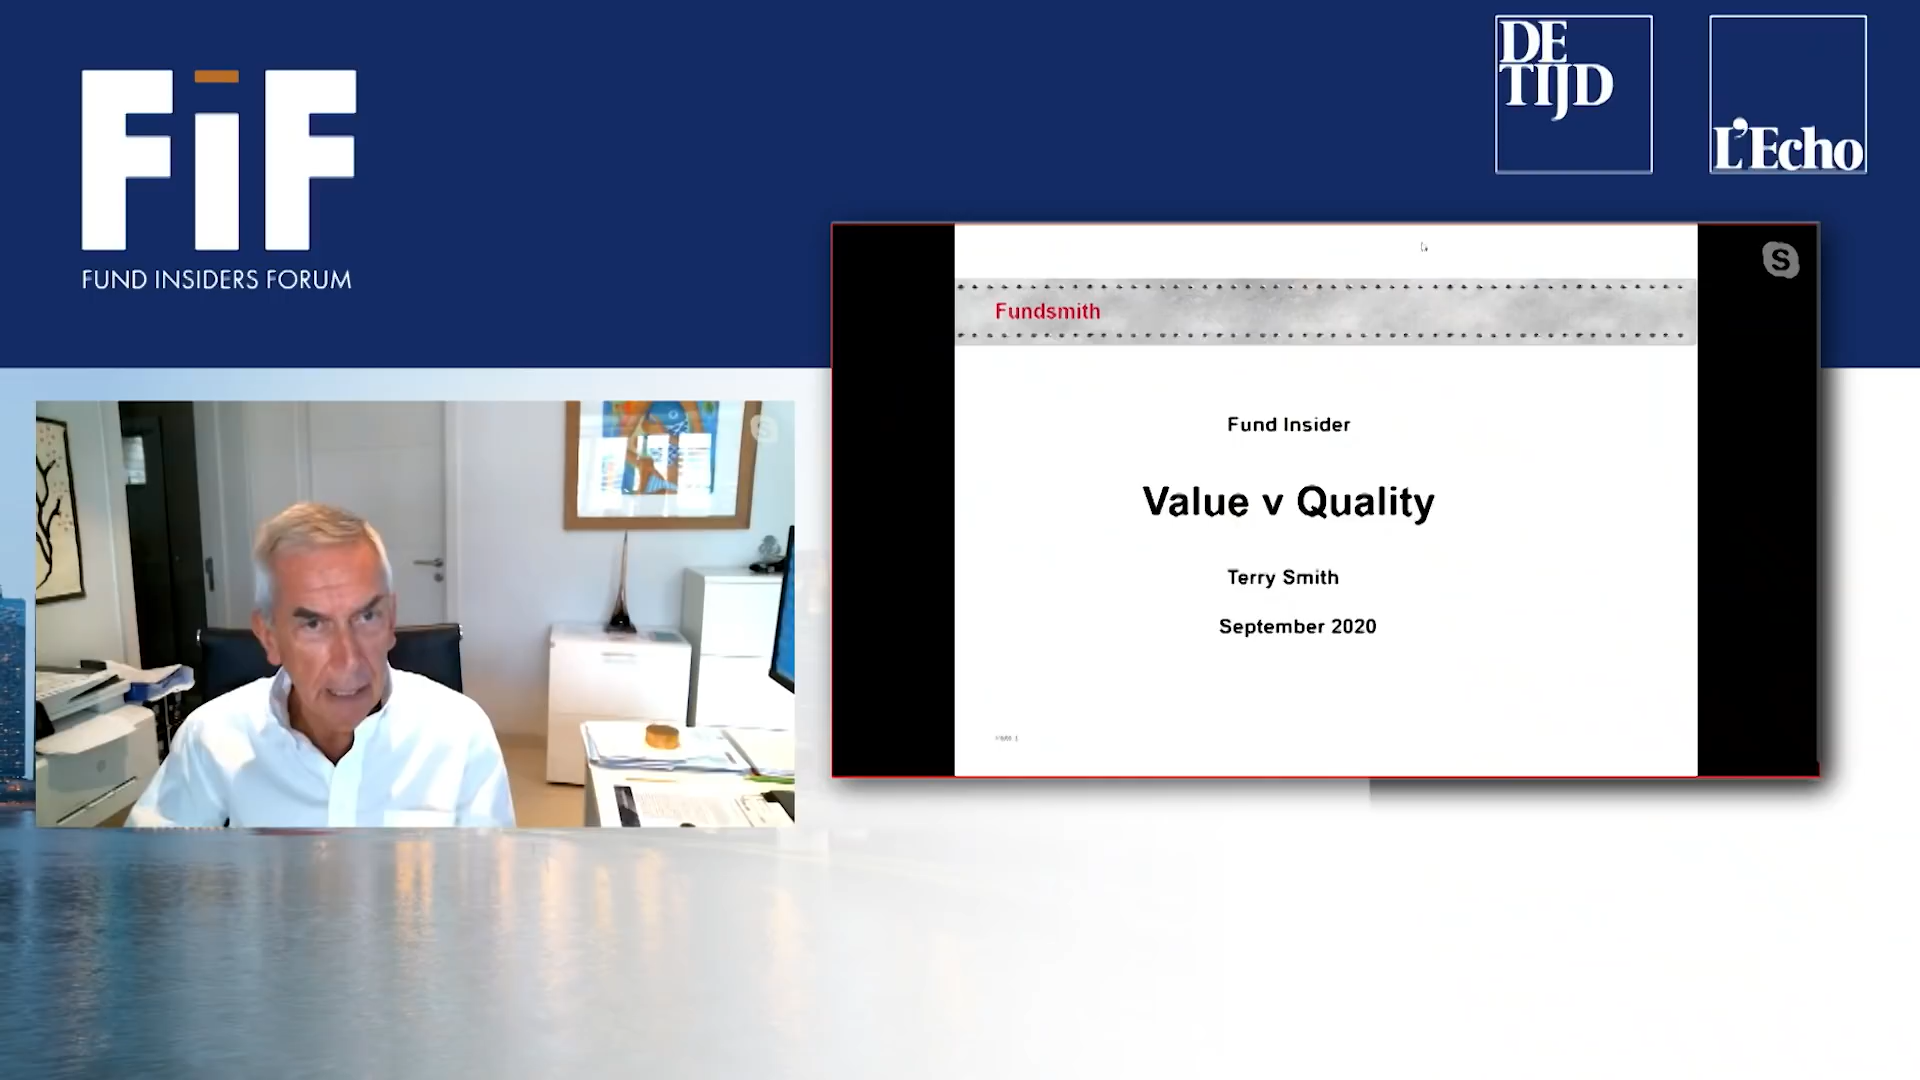 FiF
FUND INSIDERS FORUM
DE
TIJD
L'Echo
Fundsmith
Fund Insider
Value v Quality
Terry Smith
September 2020